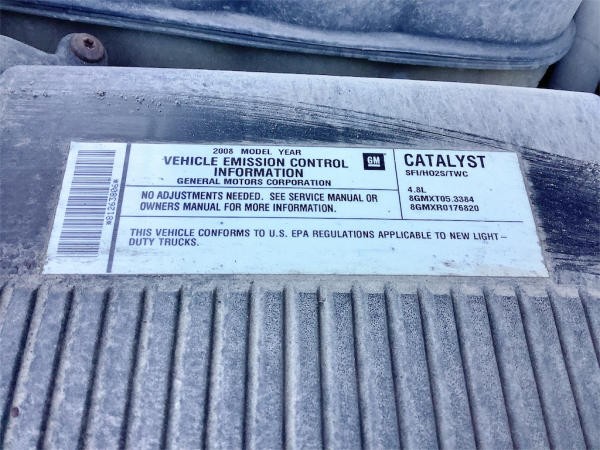 2008 MODEL YEAR
VEHICLE EMISSION CONTROL
INFORMATION
GENERAL MOTORS CORPORATION
GM
NO ADJUSTMENTS NEEDED. SEE SERVICE MANUAL OR
OWNERS MANUAL FOR MORE INFORMATION.
CATALYST
SFI/HO2S/TWC
4.8L
8GMXT05.3384
8GMXR0176820
THIS VEHICLE CONFORMS TO U.S. EPA REGULATIONS APPLICABLE TO NEW LIGHT-
DUTY TRUCKS.
*81263806*